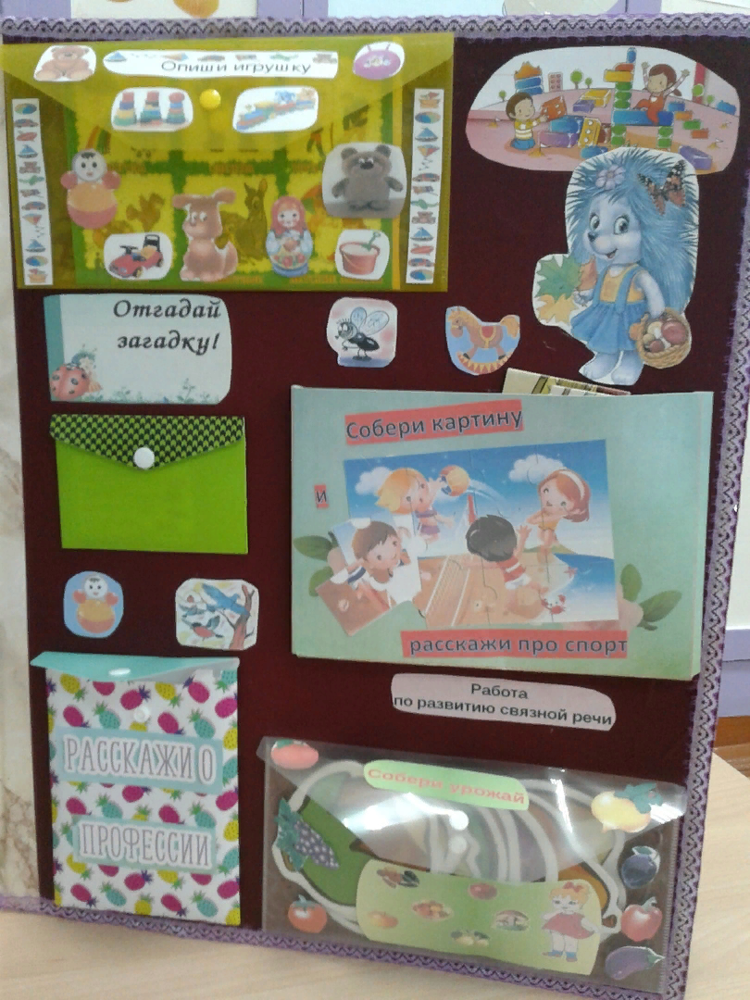 Опиши игрушку
Отгадай
загадку!
Собери картину
и
расскажи про спорт
Работа
по развитию связной речи
РАССКАЖИ О
ПРОФЕССИИ
Собери урожай